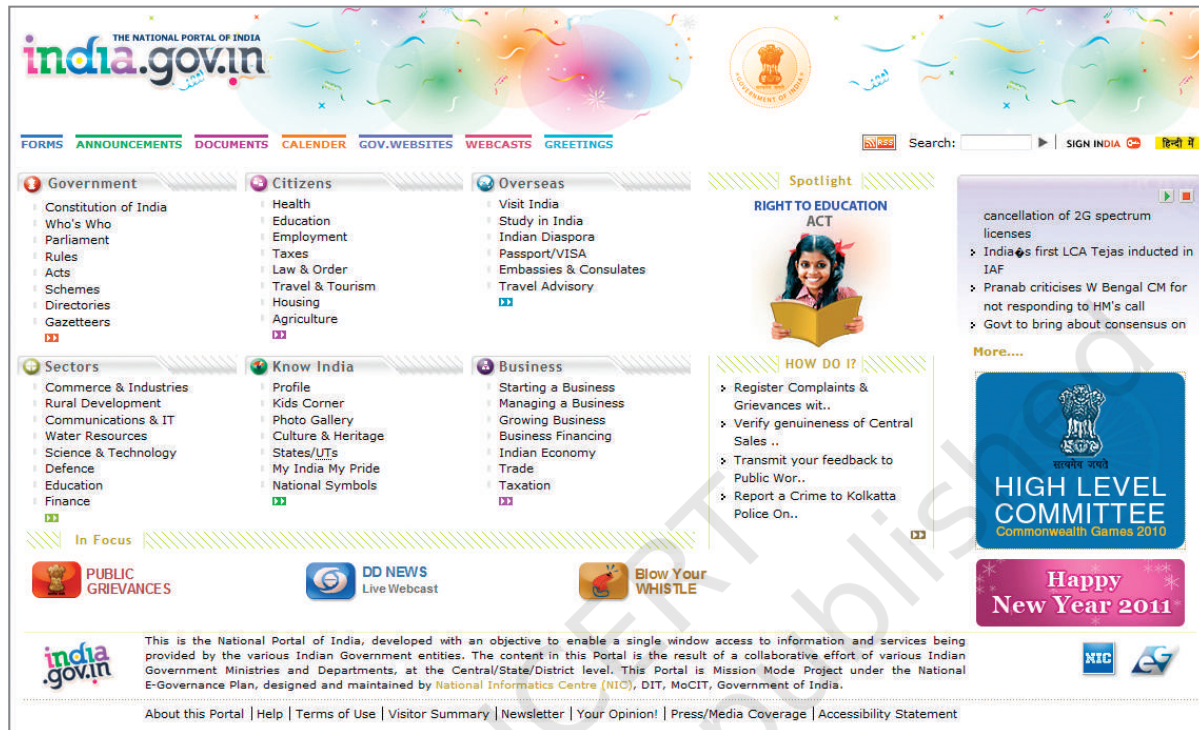 THE NATIONAL PORTAL OF INDIA
india.gov.in
GOVERNMENT OF INDIA
FORMS ANNOUNCEMENTS DOCUMENTS CALENDER GOV.WEBSITES WEBCASTS GREETINGS
RSS Search: SIGN INDIA हिन्दी में
Government
Constitution of India
Who's Who
Parliament
Rules
Acts
Schemes
Directories
Gazetteers
Citizens
Health
Education
Employment
Taxes
Law & Order
Travel & Tourism
Housing
Agriculture
Overseas
Visit India
Study in India
Indian Diaspora
Passport/VISA
Embassies & Consulates
Travel Advisory
Spotlight
RIGHT TO EDUCATION
ACT
cancellation of 2G spectrum
licenses
India�s first LCA Tejas inducted in
IAF
Pranab criticises W Bengal CM for
not responding to HM's call
Govt to bring about consensus on
More....
Sectors
Commerce & Industries
Rural Development
Communications & IT
Water Resources
Science & Technology
Defence
Education
Finance
Know India
Profile
Kids Corner
Photo Gallery
Culture & Heritage
States/UTs
My India My Pride
National Symbols
Business
Starting a Business
Managing a Business
Growing Business
Business Financing
Indian Economy
Trade
Taxation
HOW DO I?
Register Complaints &
Grievances wit..
Verify genuineness of Central
Sales ..
Transmit your feedback to
Public Wor..
Report a Crime to Kolkatta
Police On..
सत्यमेव जयते
HIGH LEVEL
COMMITTEE
Commonwealth Games 2010
In Focus
PUBLIC
GRIEVANCES
DD NEWS
Live Webcast
Blow Your
WHISTLE
Happy
New Year 2011
india
.gov.in
This is the National Portal of India, developed with an objective to enable a single window access to information and services being
provided by the various Indian Government entities. The content in this Portal is the result of a collaborative effort of various Indian
Government Ministries and Departments, at the Central/State/District level. This Portal is Mission Mode Project under the National
E-Governance Plan, designed and maintained by National Informatics Centre (NIC), DIT, MoCIT, Government of India.
NIC
About this Portal | Help | Terms of Use | Visitor Summary | Newsletter | Your Opinion! | Press/Media Coverage | Accessibility Statement